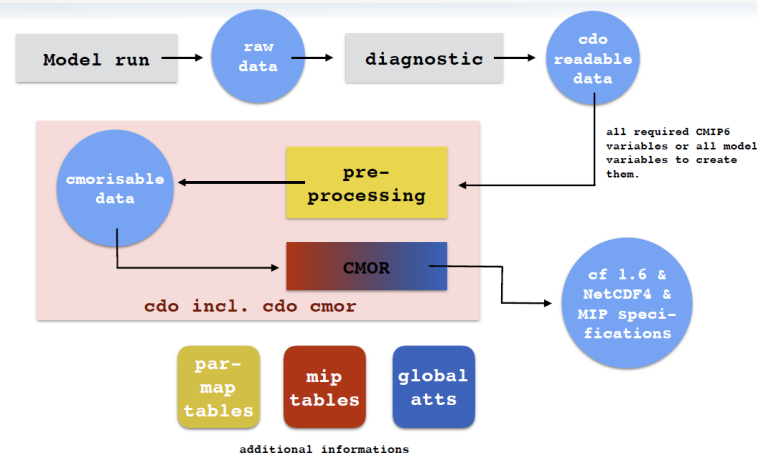 Model run
raw
data
diagnostic
cdo
readable
data
all required CMIP6
variables or all model
variables to create
them.
pre-
processing
cmorisable
data
CMOR
cdo incl. cdo cmor
cf 1.6 &
NetCDF4 &
MIP speci-
fications
par-
map
tables
mip
tables
global
atts
additional informations